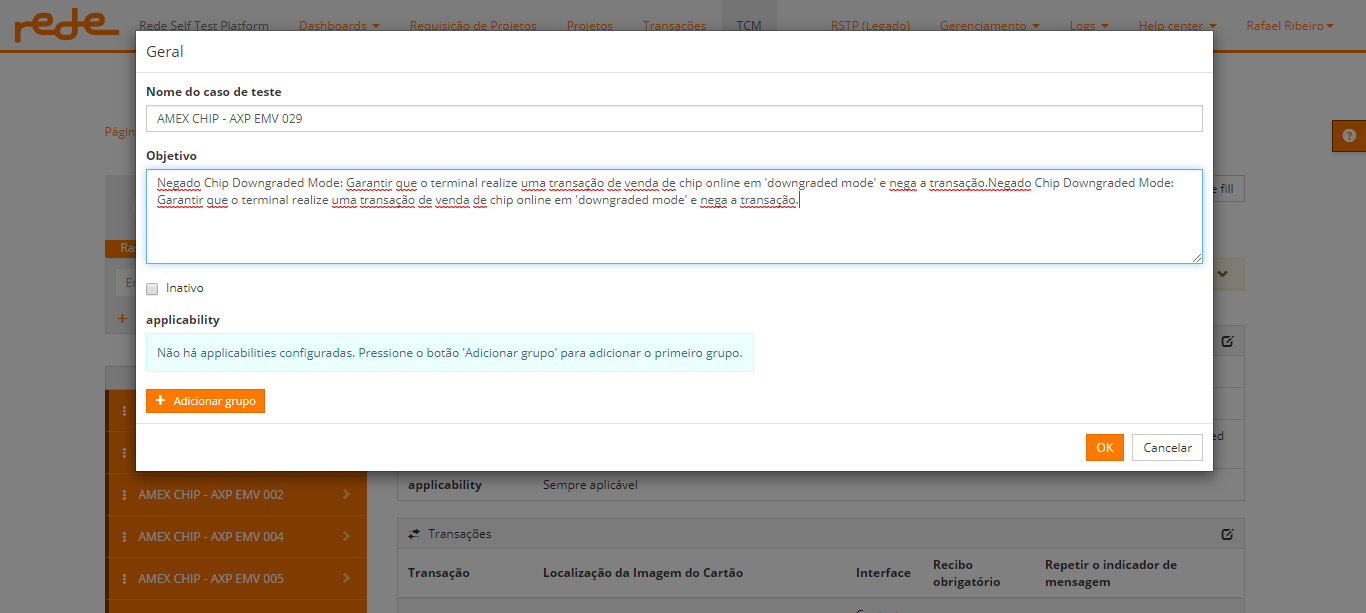 rede Rede Self Test Platform Dashboards Requisição de Projetos Projetos Transações TCM RSTP (Legado) Gerenciamento Logs Help center Rafael Ribeiro
Geral
Nome do caso de teste
AMEX CHIP - AXP EMV 029
Objetivo
Negado Chip Downgraded Mode: Garantir que o terminal realize uma transação de venda de chip online em 'downgraded mode' e nega a transação.Negado Chip Downgraded Mode:
Garantir que o terminal realize uma transação de venda de chip online em 'downgraded mode' e nega a transação.
fill
Inativo
applicability
Não há applicabilities configuradas. Pressione o botão 'Adicionar grupo' para adicionar o primeiro grupo.
+ Adicionar grupo
OK Cancelar
applicability Sempre aplicável
AMEX CHIP - AXP EMV 002
Transações
AMEX CHIP - AXP EMV 004
Transação Localização da Imagem do Cartão Interface Recibo obrigatório Repetir o indicador de mensagem
AMEX CHIP - AXP EMV 005